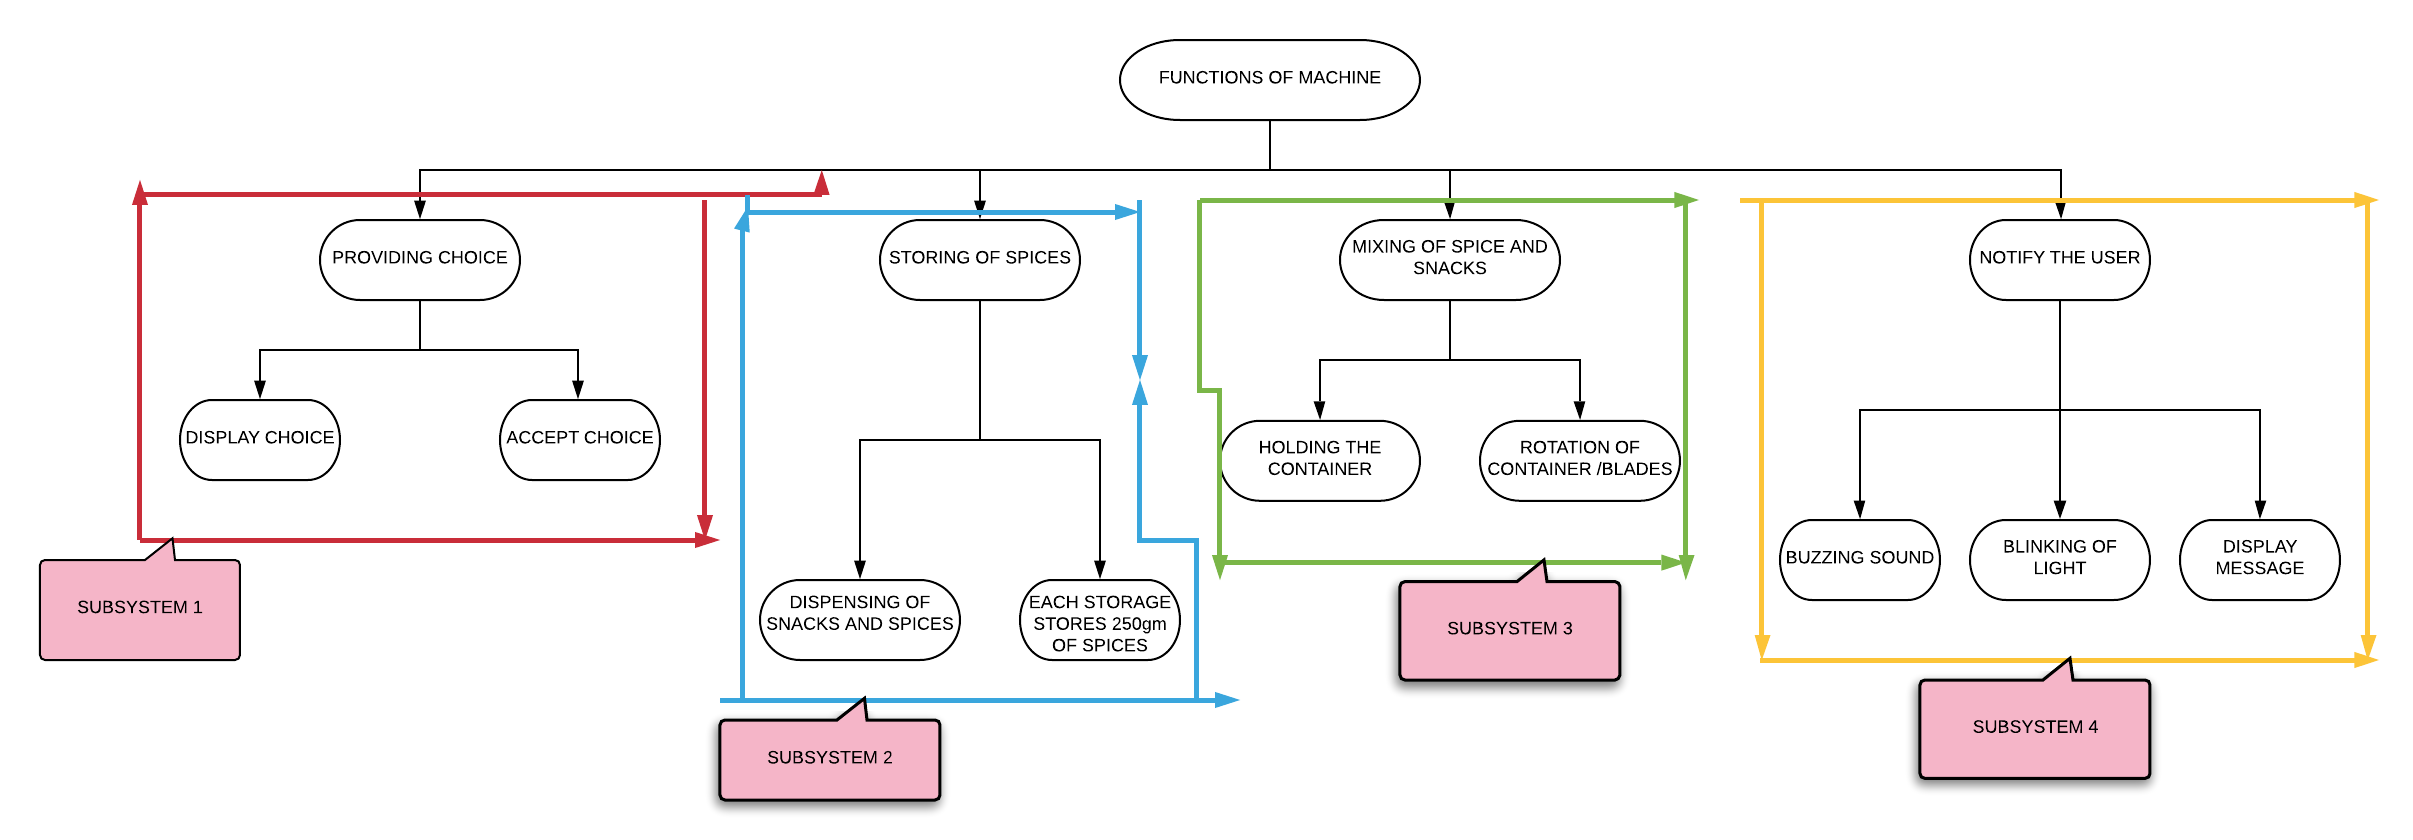 FUNCTIONS OF MACHINE
PROVIDING CHOICE
STORING OF SPICES
MIXING OF SPICE AND
SNACKS
NOTIFY THE USER
DISPLAY CHOICE
ACCEPT CHOICE
HOLDING THE
CONTAINER
ROTATION OF
CONTAINER /BLADES
BUZZING SOUND
BLINKING OF
LIGHT
DISPLAY
MESSAGE
DISPENSING OF
SNACKS AND SPICES
EACH STORAGE
STORES 250gm
OF SPICES
SUBSYSTEM 1
SUBSYSTEM 2
SUBSYSTEM 3
SUBSYSTEM 4